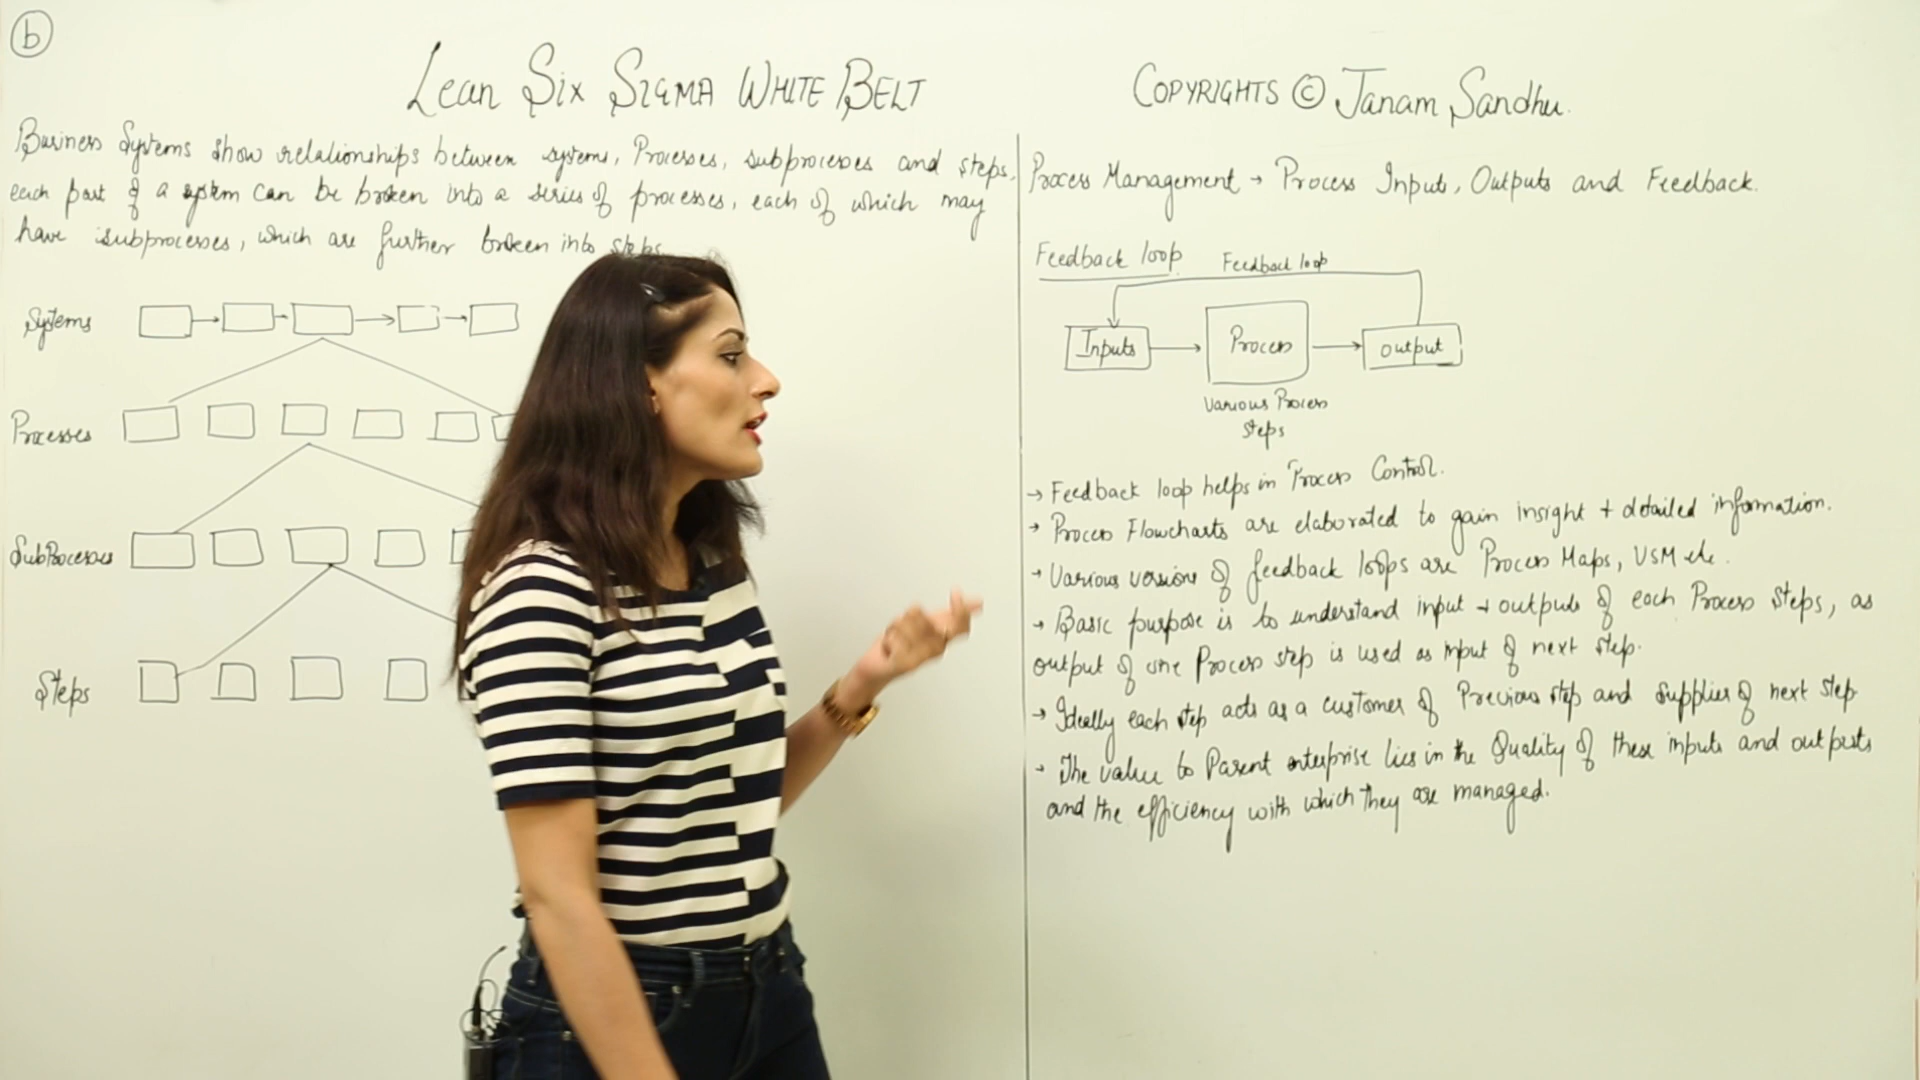 b
Lean Six Sigma White Belt
Copyrights © Janam Sandhu.
Business Systems show relationships between systems, Processes, subprocesses and steps.
each part of a system can be broken into a series of processes, each of which may
have subprocesses, which are further broken into steps
Systems
Processes
SubProcesses
Steps
Process Management → Process Inputs, Outputs and Feedback.
Feedback loop
Feedback loop
Inputs → Process → output
Various Process
steps
→ Feedback loop helps in Process Control.
→ Process Flowcharts are elaborated to gain insight + detailed information.
→ Various versions of feedback loops are Process Maps, VSM etc.
→ Basic purpose is to understand input + outputs of each Process Steps, as
output of one Process step is used as input of next step.
→ Ideally each step acts as a customer of Precious step and supplier of next step
→ The value to Parent enterprise lies in the Quality of these inputs and outputs
and the efficiency with which they are managed.